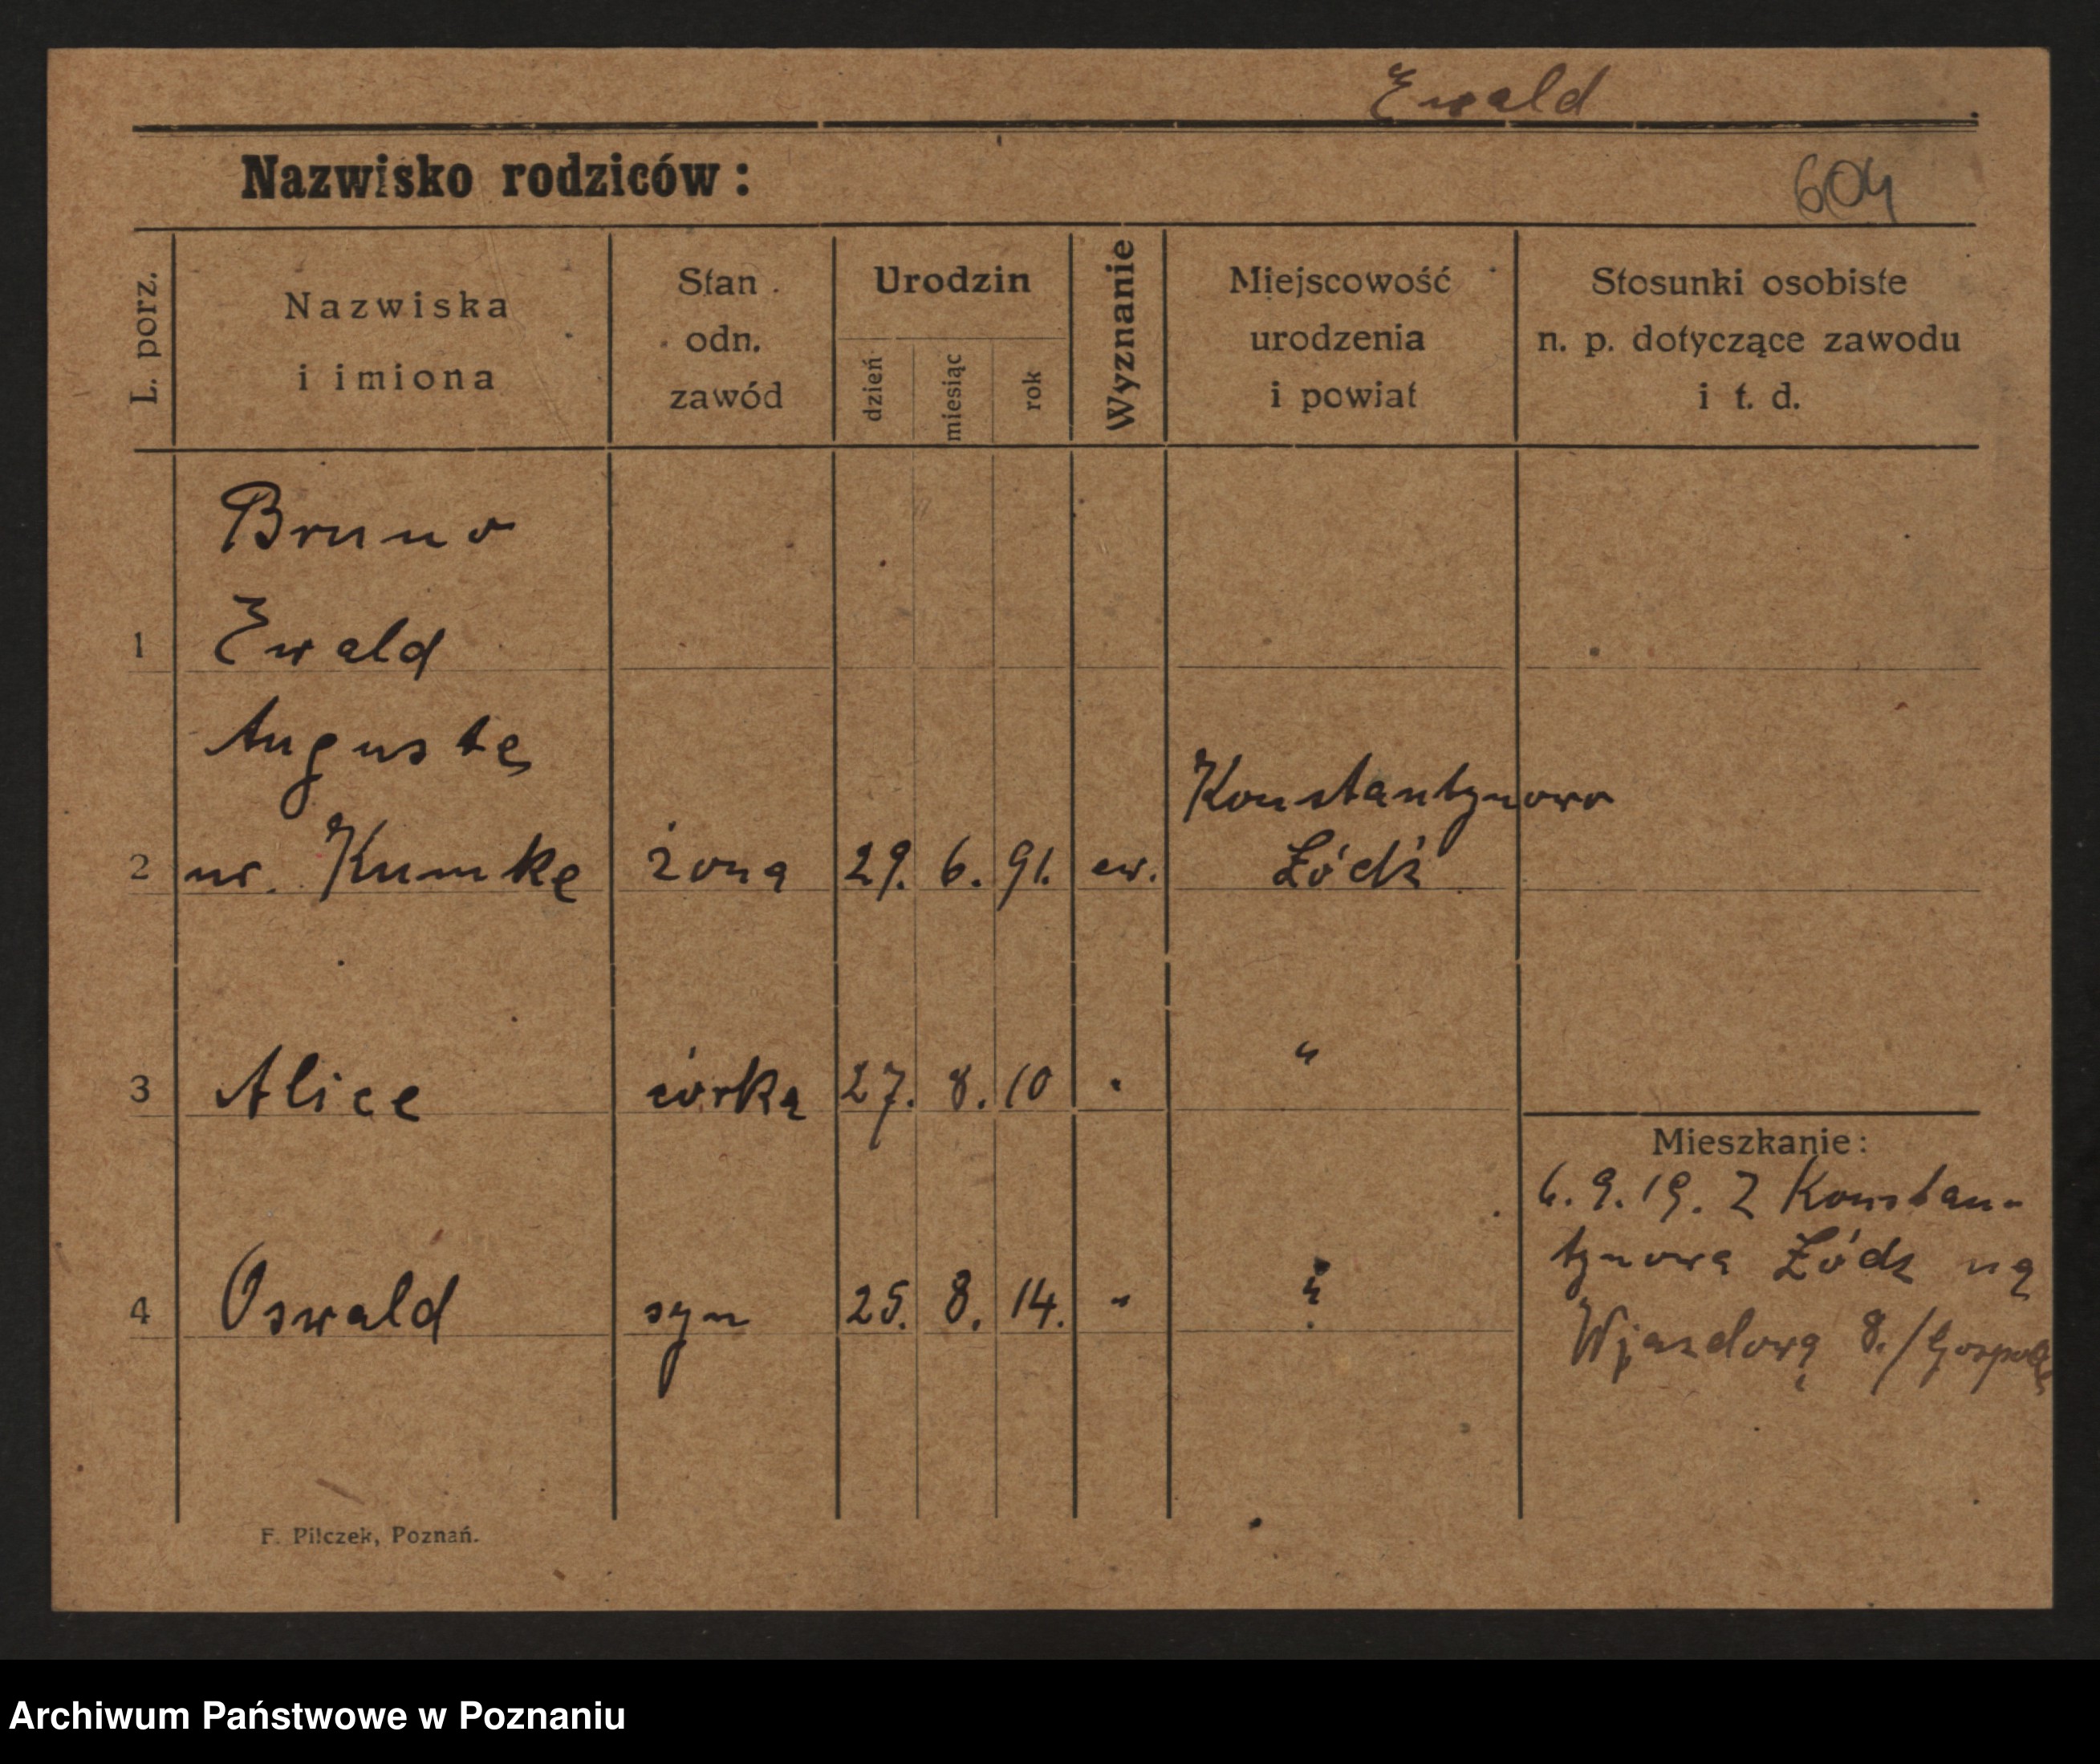 Ewald
Nazwisko rodziców:
604
L. porz.
Nazwiska
i imiona
Stan
odn.
zawód
Urodzin
dzień
miesiąc
rok
Wyznanie
Miejscowość
urodzenia
i powiat
Stosunki osobiste
n. p. dotyczące zawodu
i t. d.
Bruno
1 Ewald
Auguste
Konstantynowo
2 ur. Kumke żona 29. 6. 91. ew. Łódź
3 Alice córka 27. 8. 10 " "
Mieszkanie:
6. 9. 19. Z Konstan-
tynowa Łódź na
4 Oswald syn 25. 8. 14. "
Wjazdową 8. /
F. Pilczek, Poznań.
Archiwum Państwowe w Poznaniu